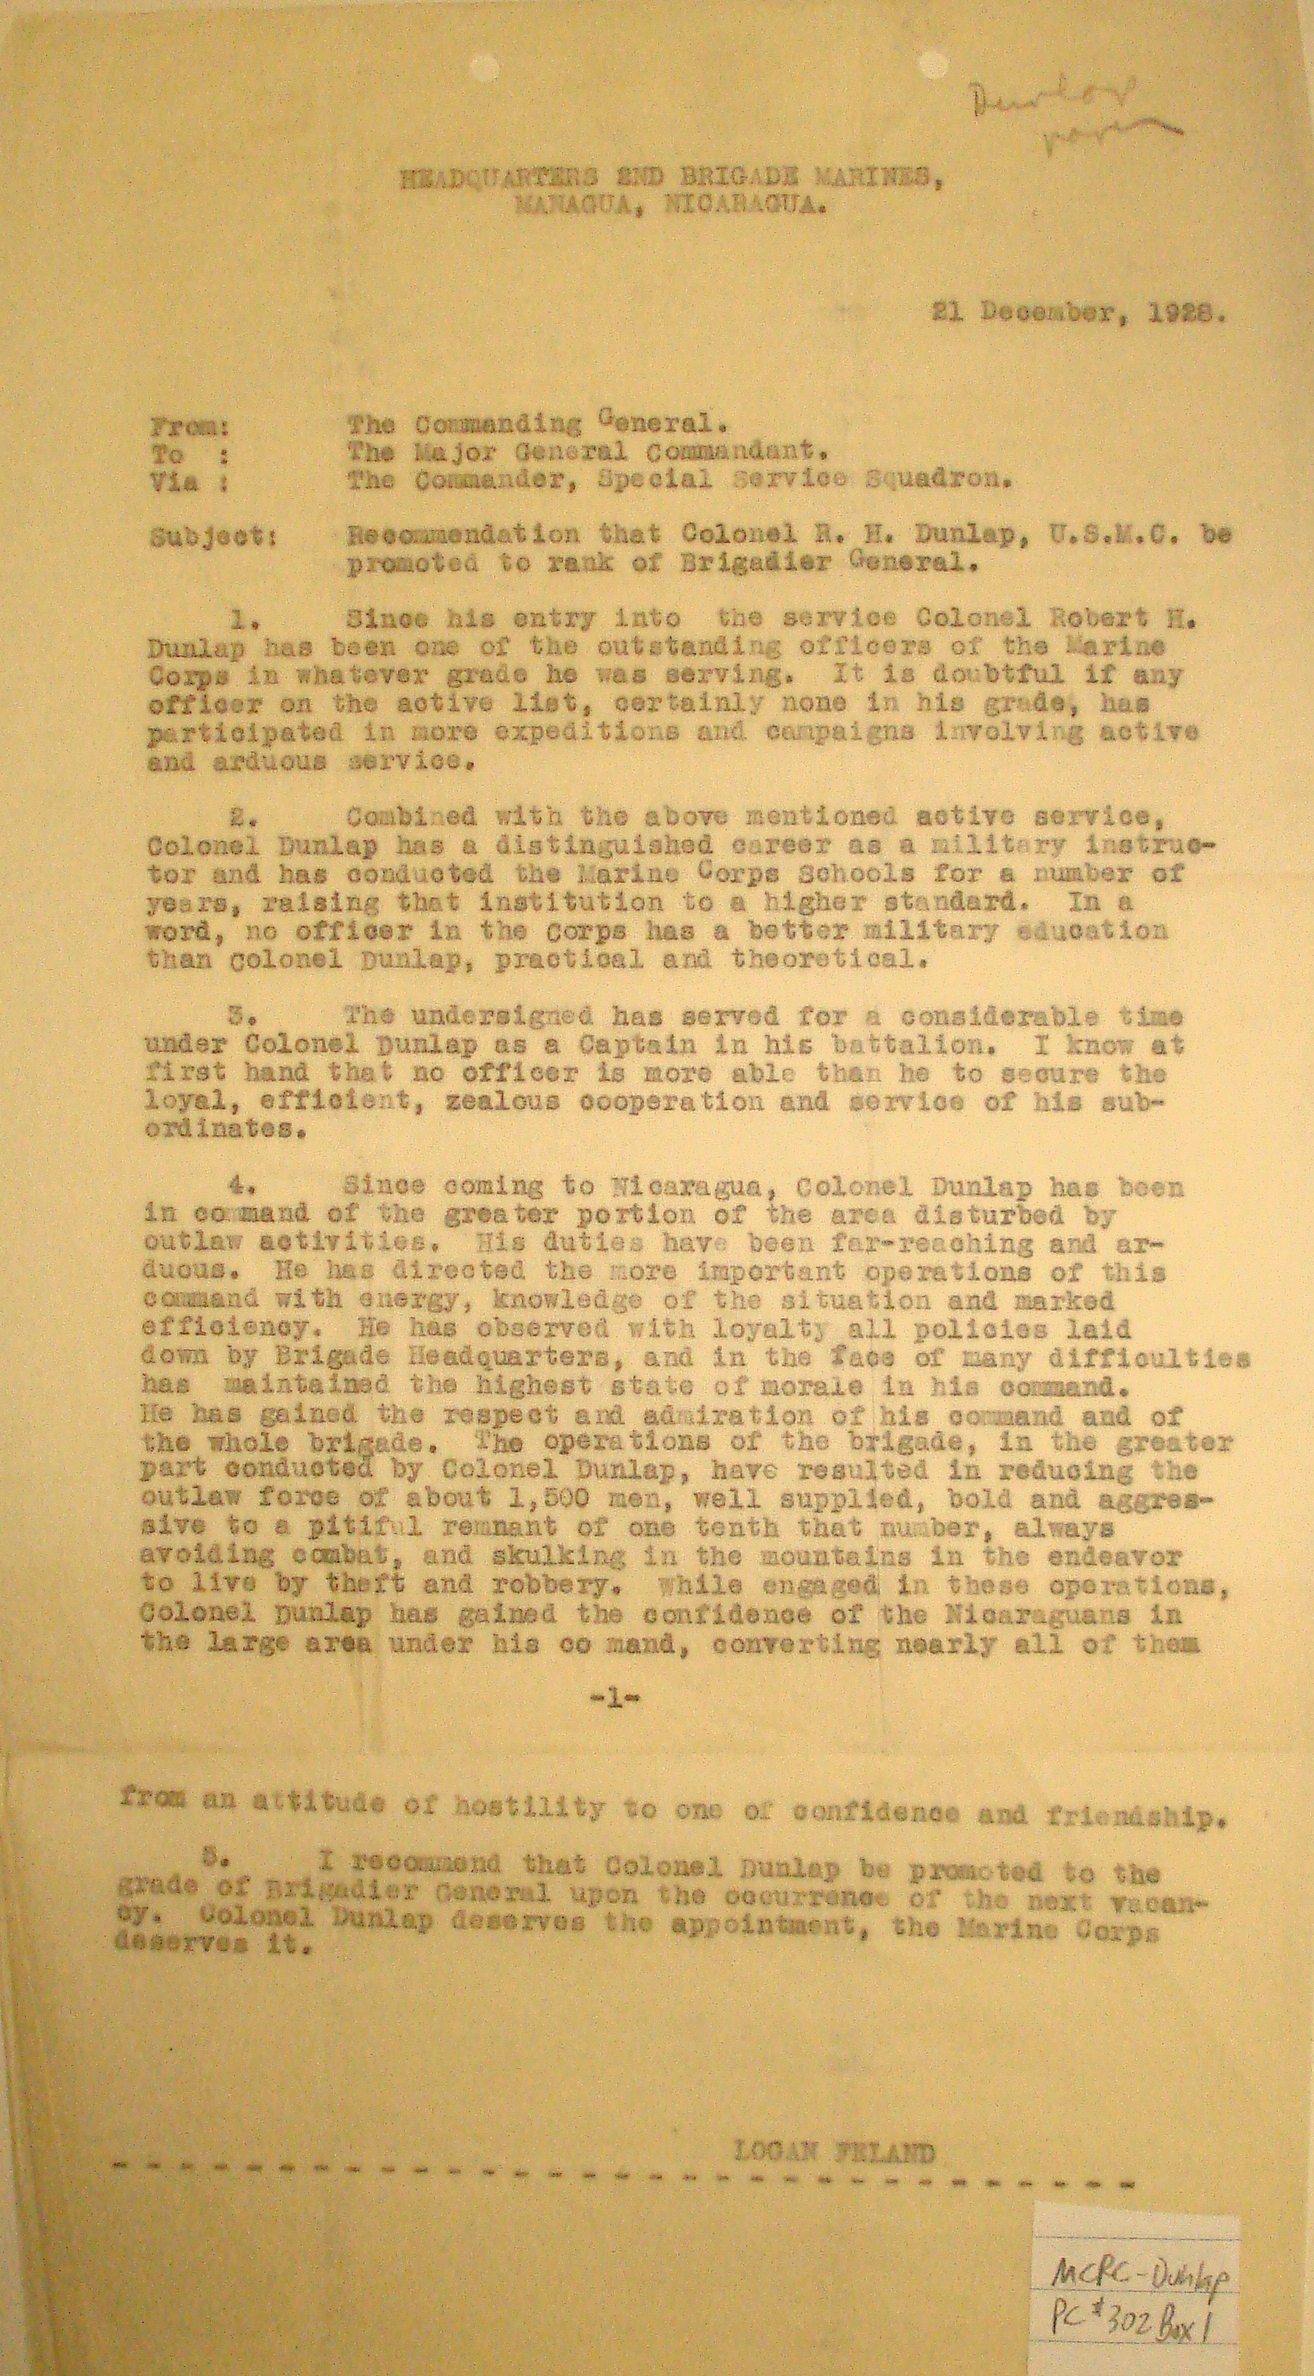 Dunlap
HEADQUARTERS 2ND BRIGADE MARINES,
MANAGUA, NICARAGUA.
21 December, 1928.
From: The Commanding General.
To : The Major General Commandant.
Via : The Commander, Special Service Squadron.
Subject: Recommendation that Colonel R. H. Dunlap, U.S.M.C. be
promoted to rank of Brigadier General.
1. Since his entry into the service Colonel Robert H.
Dunlap has been one of the outstanding officers of the Marine
Corps in whatever grade he was serving. It is doubtful if any
officer on the active list, certainly none in his grade, has
participated in more expeditions and campaigns involving active
and arduous service.
2. Combined with the above mentioned active service,
Colonel Dunlap has a distinguished career as a military instruc-
tor and has conducted the Marine Corps Schools for a number of
years, raising that institution to a higher standard. In a
word, no officer in the Corps has a better military education
than Colonel Dunlap, practical and theoretical.
3. The undersigned has served for a considerable time
under Colonel Dunlap as a Captain in his battalion. I know at
first hand that no officer is more able than he to secure the
loyal, efficient, zealous cooperation and service of his sub-
ordinates.
4. Since coming to Nicaragua, Colonel Dunlap has been
in command of the greater portion of the area disturbed by
outlaw activities. His duties have been far-reaching and ar-
duous. He has directed the more important operations of this
command with energy, knowledge of the situation and marked
efficiency. He has observed with loyalty all policies laid
down by Brigade Headquarters, and in the face of many difficulties
has maintained the highest state of morale in his command.
He has gained the respect and admiration of his command and of
the whole brigade. The operations of the brigade, in the greater
part conducted by Colonel Dunlap, have resulted in reducing the
outlaw force of about 1,500 men, well supplied, bold and aggres-
sive to a pitiful remnant of one tenth that number, always
avoiding combat, and skulking in the mountains in the endeavor
to live by theft and robbery. While engaged in these operations,
Colonel Dunlap has gained the confidence of the Nicaraguans in
the large area under his co mand, converting nearly all of them
-1-
from an attitude of hostility to one of confidence and friendship.
5. I recommend that Colonel Dunlap be promoted to the
grade of Brigadier General upon the occurrence of the next vacan-
cy. Colonel Dunlap deserves the appointment, the Marine Corps
deserves it.
LOGAN FELAND
MCPC-Dunlap
PC #302 Box 1